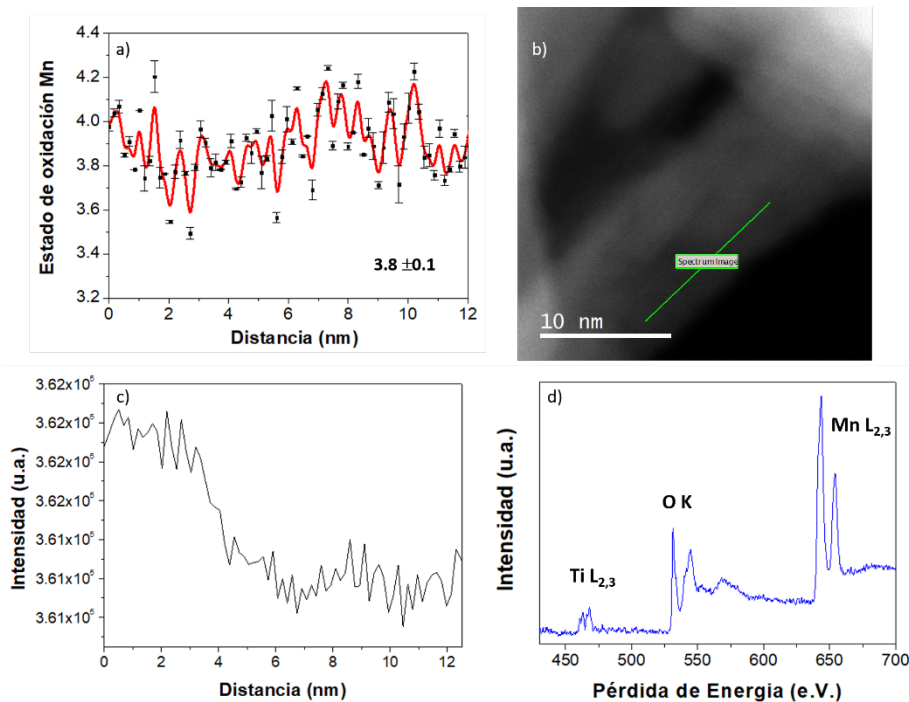 a)
Estado de oxidación Mn
4.4
4.2
4.0
3.8
3.6
3.4
3.2
3.8 ±0.1
0 2 4 6 8 10 12
Distancia (nm)
b)
Spectrum Image
10 nm
c)
Intensidad (u.a.)
3.62x10⁵
3.62x10⁵
3.62x10⁵
3.62x10⁵
3.61x10⁵
3.61x10⁵
3.61x10⁵
0 2 4 6 8 10 12
Distancia (nm)
d)
Intensidad (u.a.)
Ti L2,3
O K
Mn L2,3
450 500 550 600 650 700
Pérdida de Energia (e.V.)